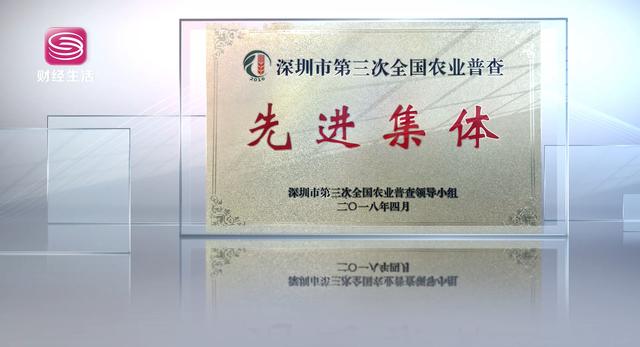 财经生活
2016
深圳市第三次全国农业普查
先进集体
深圳市第三次全国农业普查领导小组
二〇一八年四月